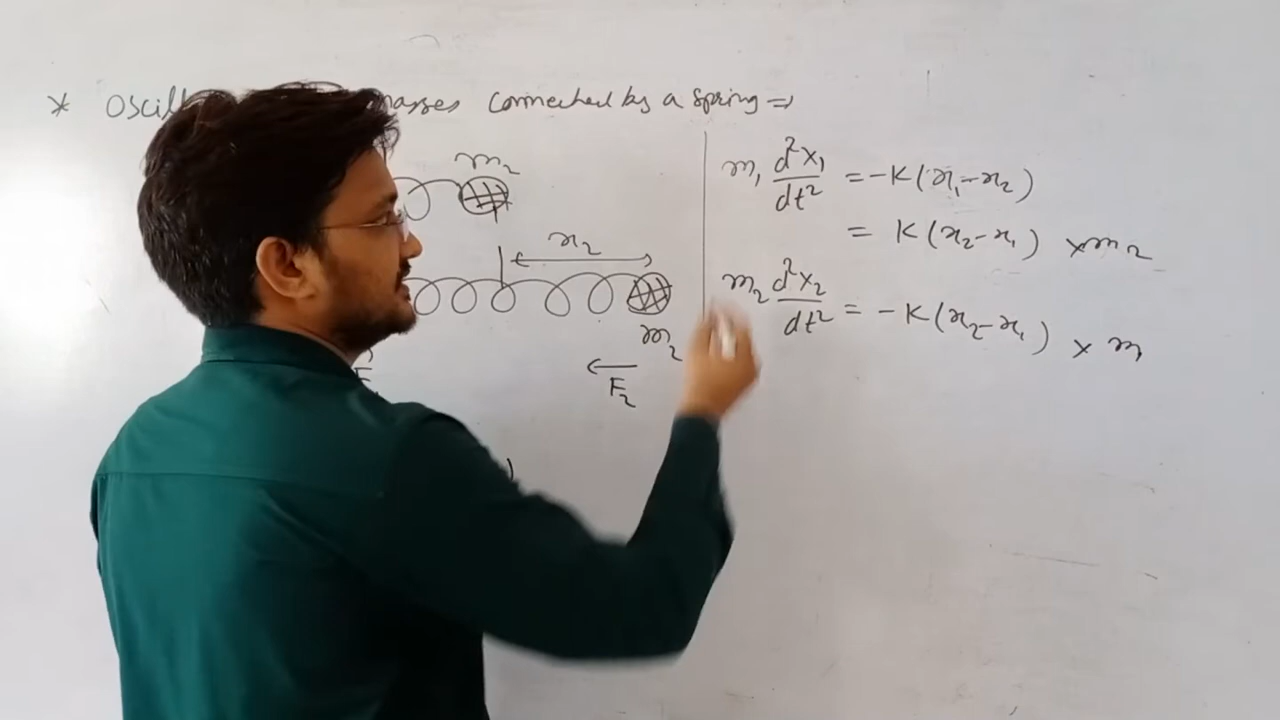 * masses connected by a spring ⇒
m₂
x₂
m₂
F₂
m₁ d²x₁/dt² = -K(x₁-x₂)
= K(x₂-x₁) ×m₂
m₂ d²x₂/dt² = -K(x₂-x₁) × m₁